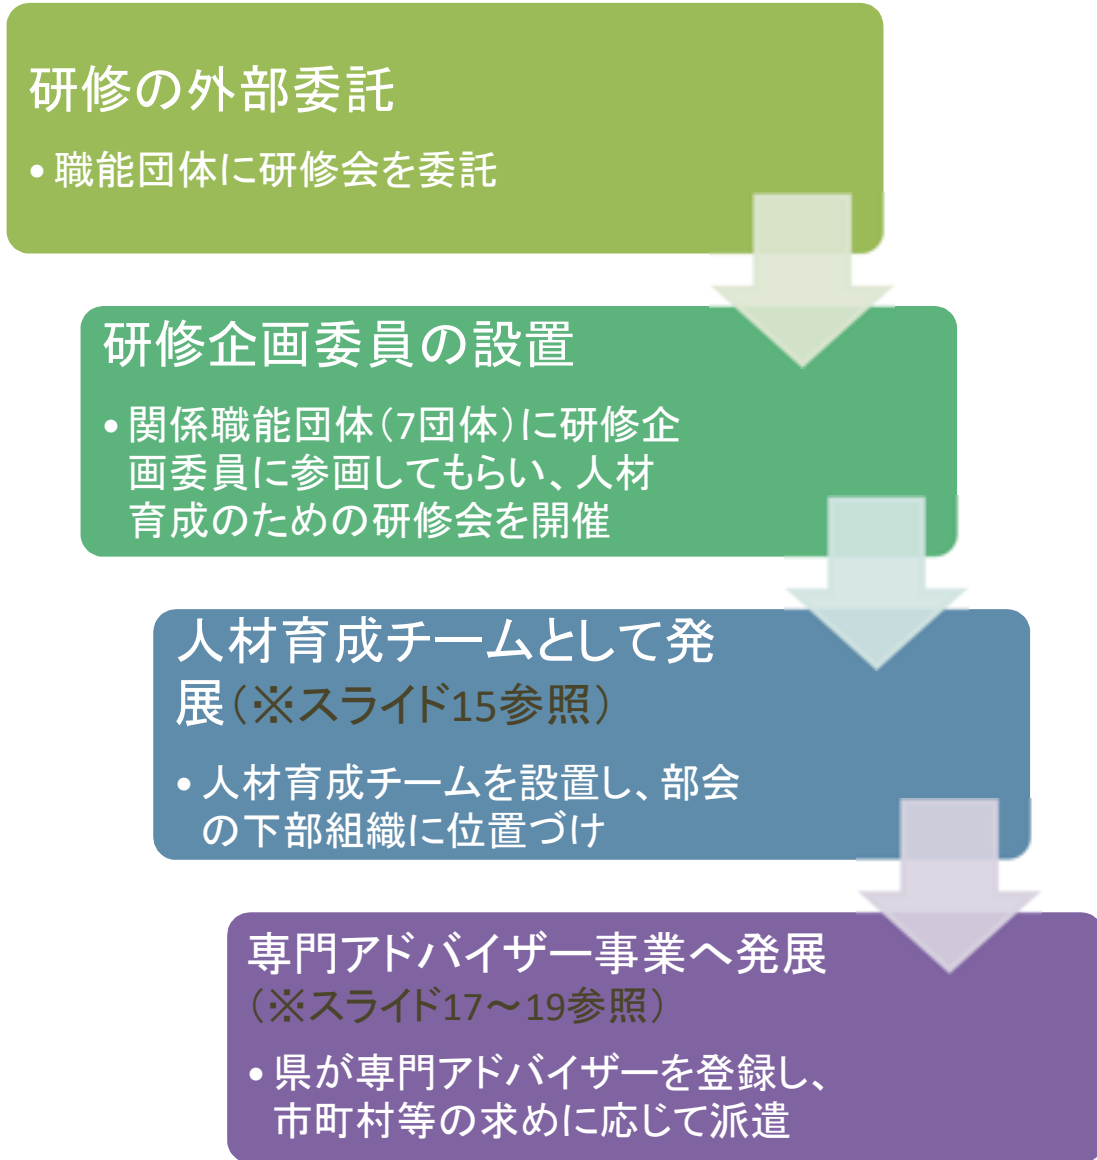 研修の外部委託
•職能団体に研修会を委託
研修企画委員の設置
•関係職能団体（7団体）に研修企
画委員に参画してもらい、人材
育成のための研修会を開催
人材育成チームとして発
展（※スライド15参照）
•人材育成チームを設置し、部会
の下部組織に位置づけ
専門アドバイザー事業へ発展
（※スライド17～19参照）
•県が専門アドバイザーを登録し、
市町村等の求めに応じて派遣